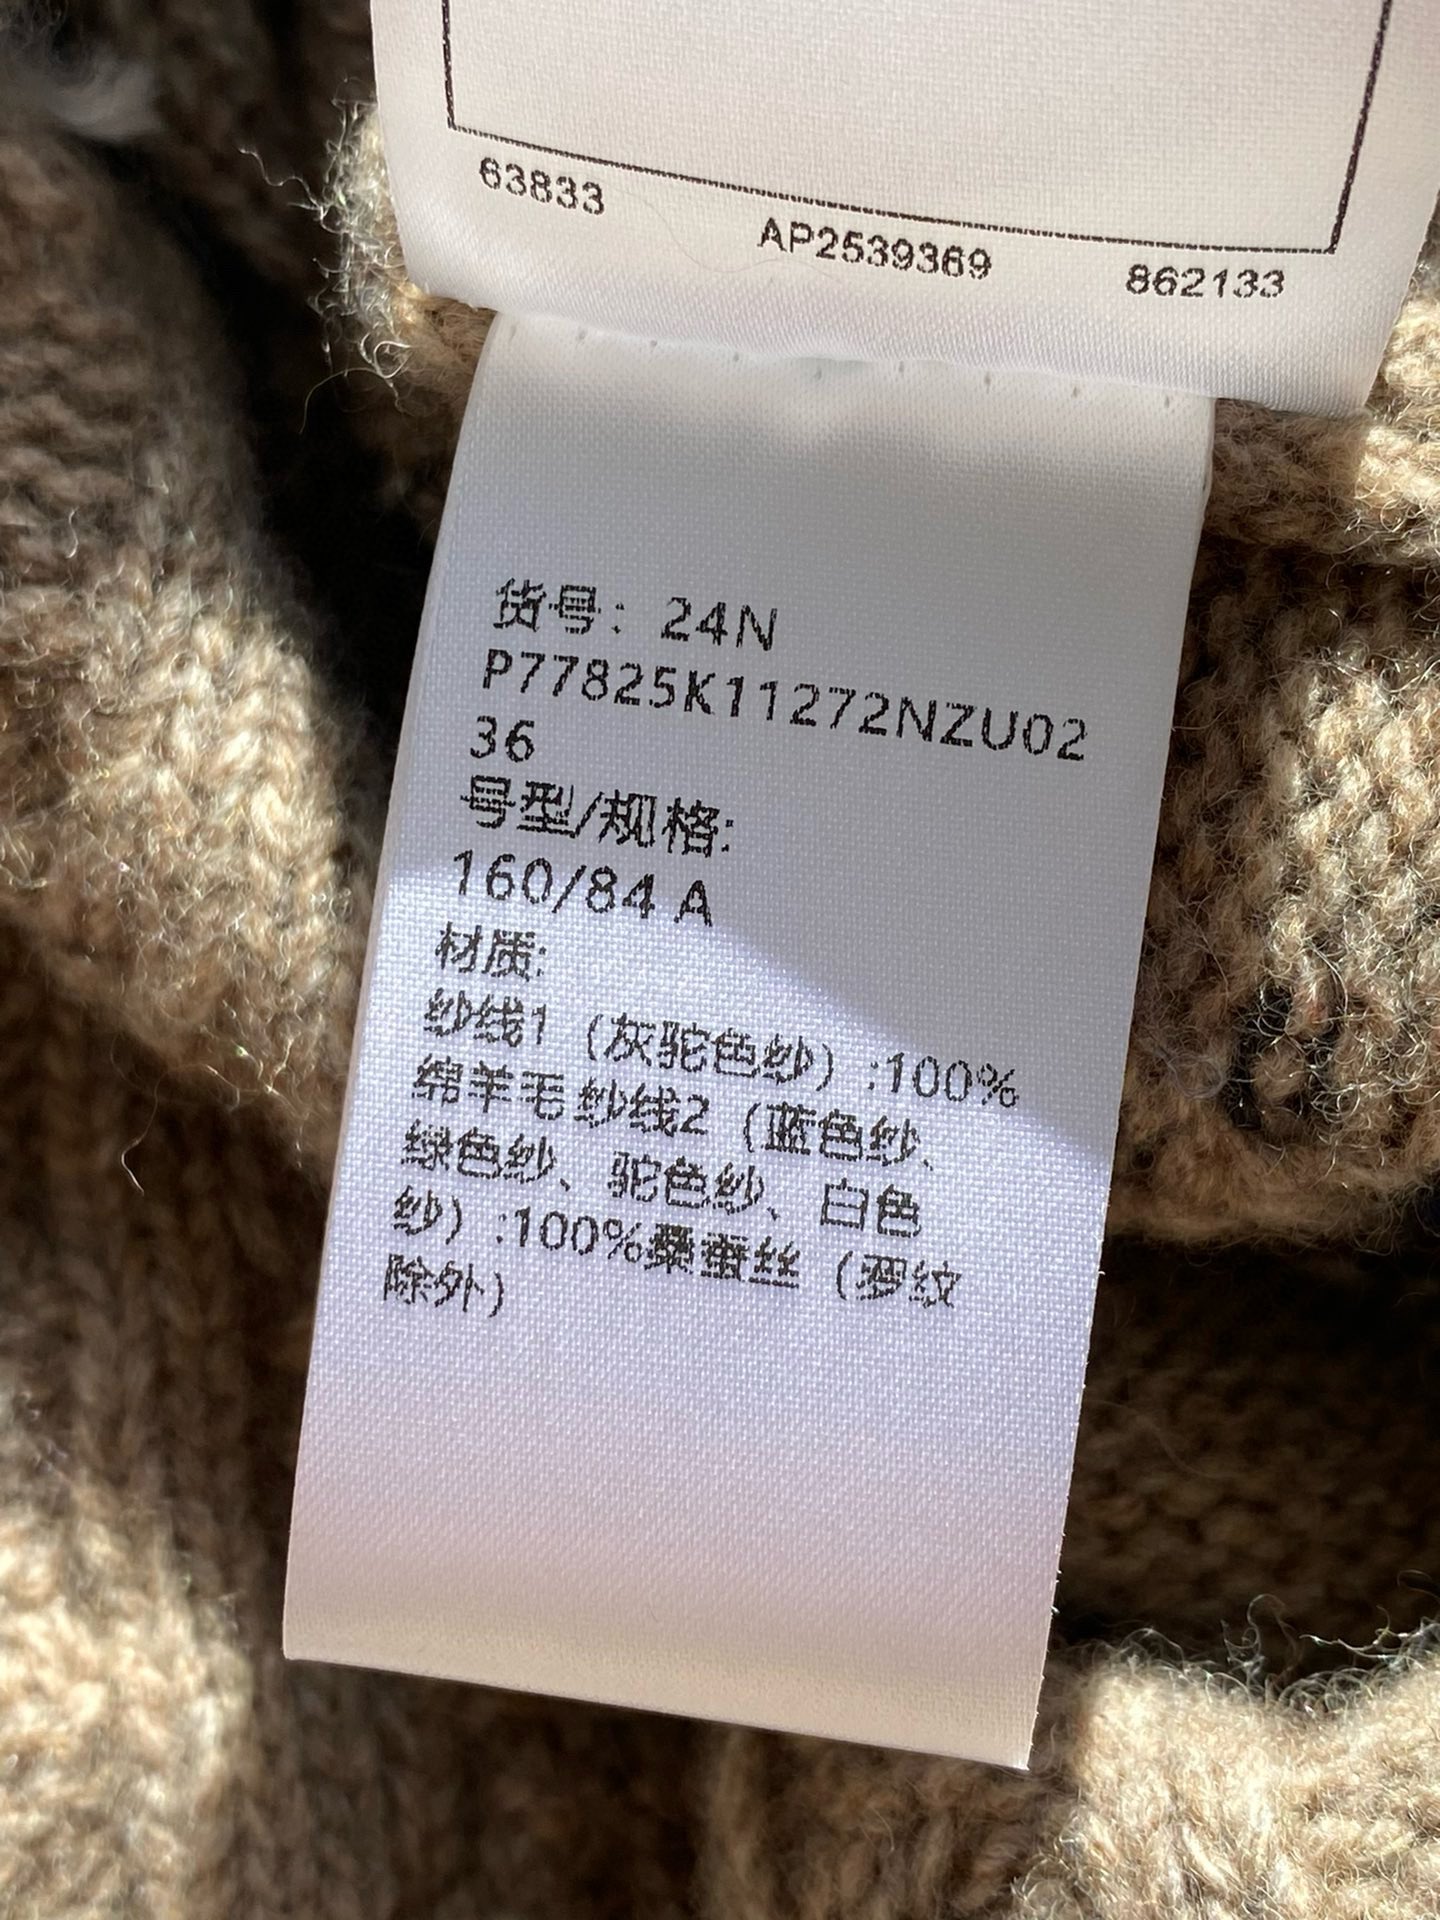 63833
AP2539369
862133
货号：24N
P77825K11272NZU02
36
号型/规格:
160/84 A
材质:
纱线1（灰驼色纱）:100%
绵羊毛 纱线2（蓝色纱、
绿色纱、驼色纱、白色
纱）:100%桑蚕丝（罗纹
除外）